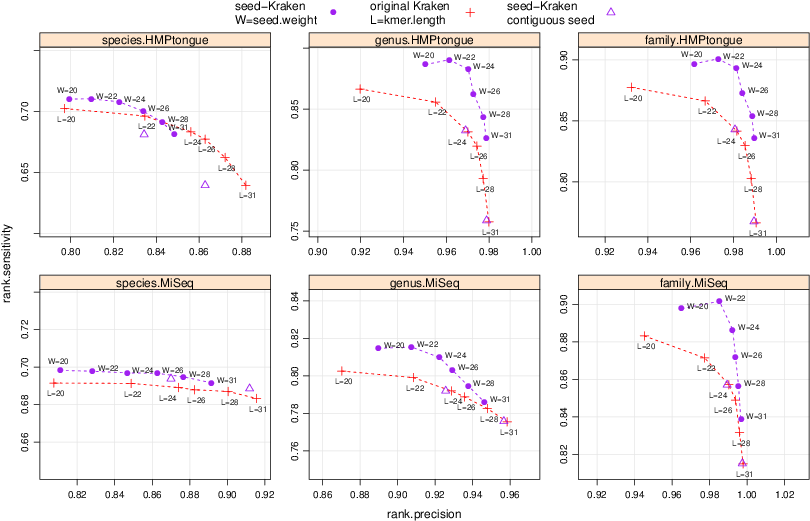 seed−Kraken
W=seed.weight
original Kraken
L=kmer.length
seed−Kraken
contiguous seed
species.HMPtongue
genus.HMPtongue
family.HMPtongue
W=20
W=22
W=24
W=26
W=28
W=31
L=20
L=22
L=24
L=26
L=28
L=31
0.70
0.65
0.80 0.82 0.84 0.86 0.88
W=20
W=22
W=24
W=26
W=28
W=31
L=20
L=22
L=24
L=26
L=28
L=31
0.85
0.80
0.75
0.90 0.92 0.94 0.96 0.98 1.00
W=20
W=22
W=24
W=26
W=28
W=31
L=20
L=22
L=24
L=26
L=28
L=31
0.90
0.85
0.80
0.92 0.94 0.96 0.98 1.00
rank.sensitivity
species.MiSeq
genus.MiSeq
family.MiSeq
W=20
W=22
W=24
W=26
W=28
W=31
L=20
L=22
L=24
L=26
L=28
L=31
0.72
0.70
0.68
0.66
0.82 0.84 0.86 0.88 0.90 0.92
W=20
W=22
W=24
W=26
W=28
W=31
L=20
L=22
L=24
L=26
L=28
L=31
0.84
0.82
0.80
0.78
0.76
0.86 0.88 0.90 0.92 0.94 0.96
W=20
W=22
W=24
W=26
W=28
W=31
L=20
L=22
L=24
L=26
L=28
L=31
0.90
0.88
0.86
0.84
0.82
0.92 0.94 0.96 0.98 1.00 1.02
rank.precision